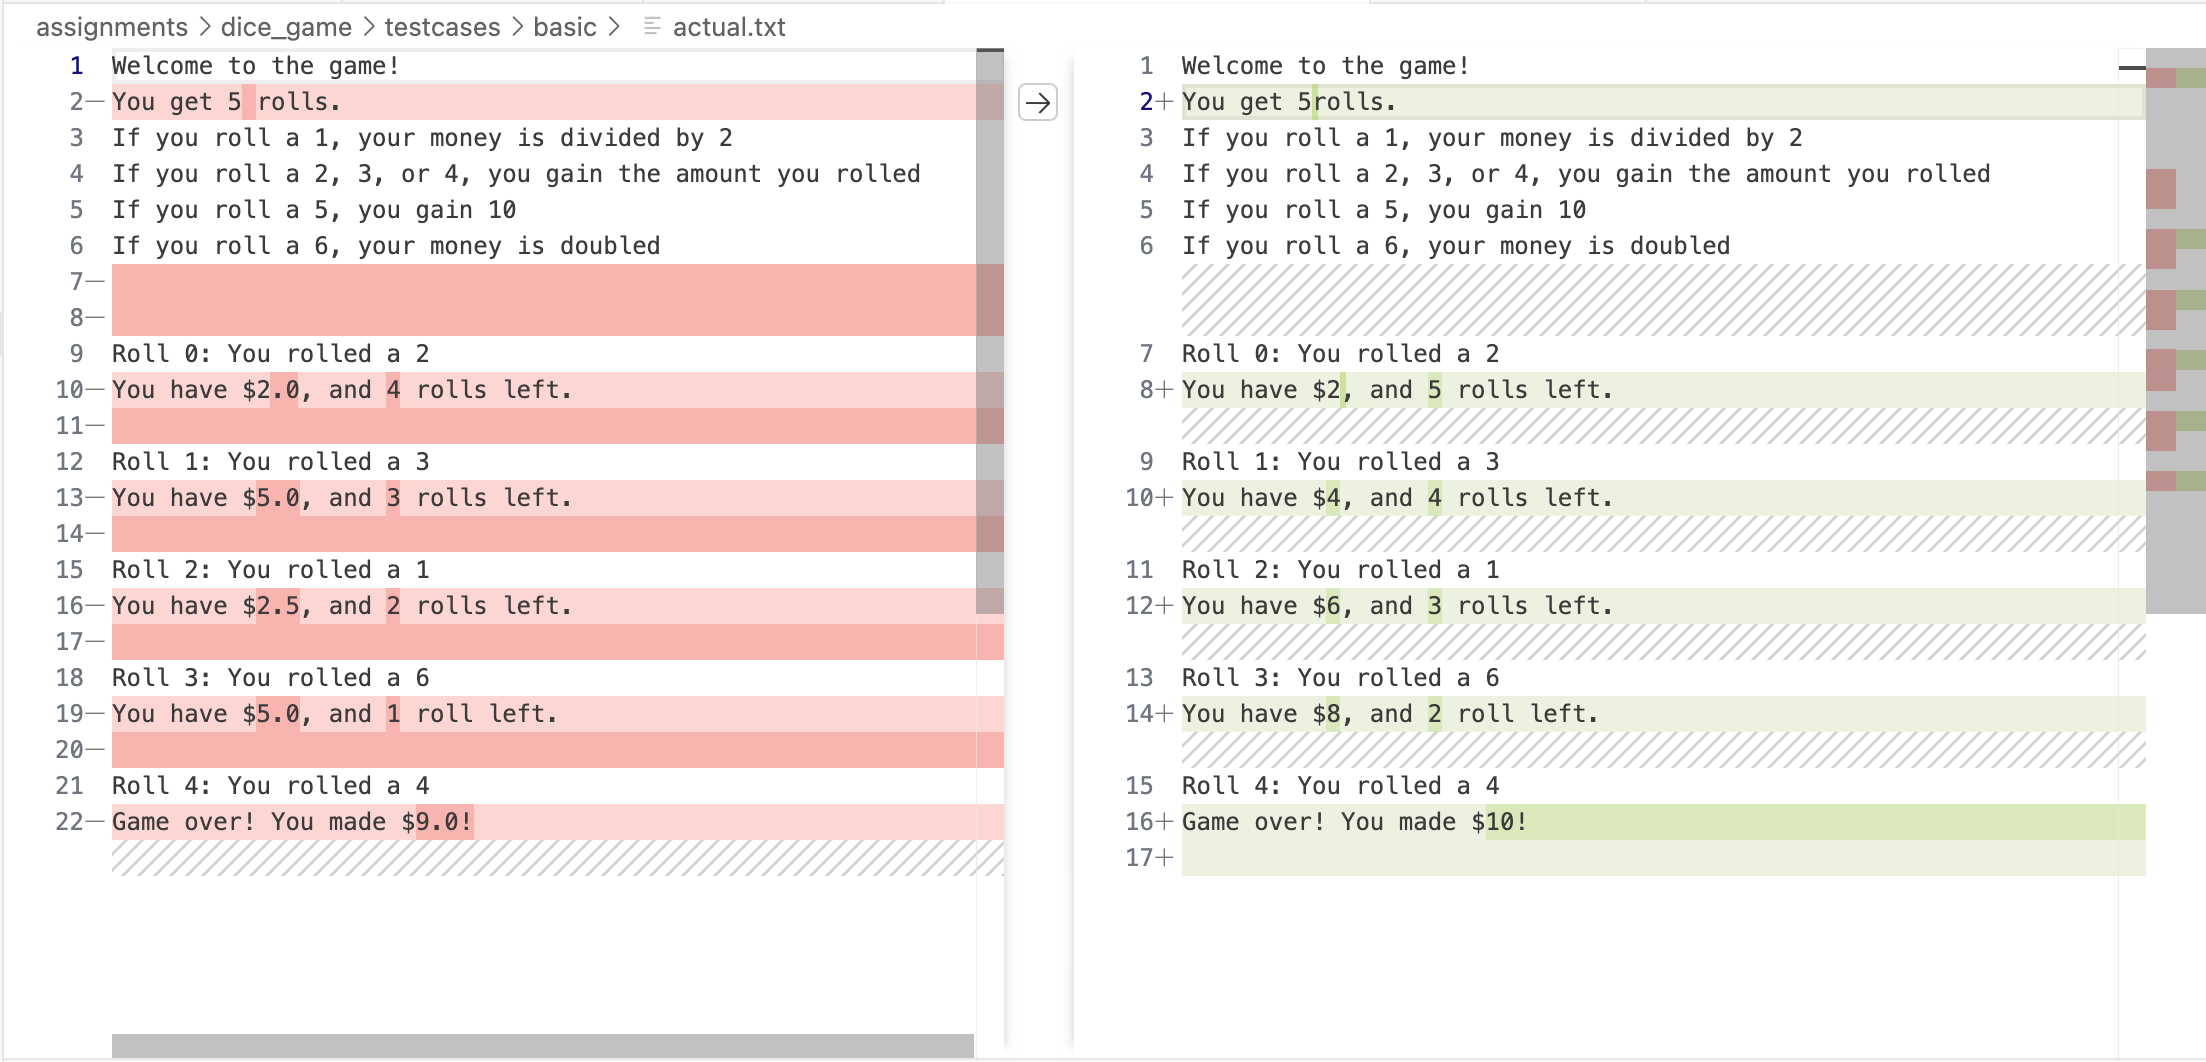 assignments > dice_game > testcases > basic > actual.txt
1 Welcome to the game!
2— You get 5 rolls.
3 If you roll a 1, your money is divided by 2
4 If you roll a 2, 3, or 4, you gain the amount you rolled
5 If you roll a 5, you gain 10
6 If you roll a 6, your money is doubled
7—
8—
9 Roll 0: You rolled a 2
10— You have $2.0, and 4 rolls left.
11—
12 Roll 1: You rolled a 3
13— You have $5.0, and 3 rolls left.
14—
15 Roll 2: You rolled a 1
16— You have $2.5, and 2 rolls left.
17—
18 Roll 3: You rolled a 6
19— You have $5.0, and 1 roll left.
20—
21 Roll 4: You rolled a 4
22— Game over! You made $9.0!
1 Welcome to the game!
2+ You get 5rolls.
3 If you roll a 1, your money is divided by 2
4 If you roll a 2, 3, or 4, you gain the amount you rolled
5 If you roll a 5, you gain 10
6 If you roll a 6, your money is doubled
7 Roll 0: You rolled a 2
8+ You have $2, and 5 rolls left.
9 Roll 1: You rolled a 3
10+ You have $4, and 4 rolls left.
11 Roll 2: You rolled a 1
12+ You have $6, and 3 rolls left.
13 Roll 3: You rolled a 6
14+ You have $8, and 2 roll left.
15 Roll 4: You rolled a 4
16+ Game over! You made $10!
17+